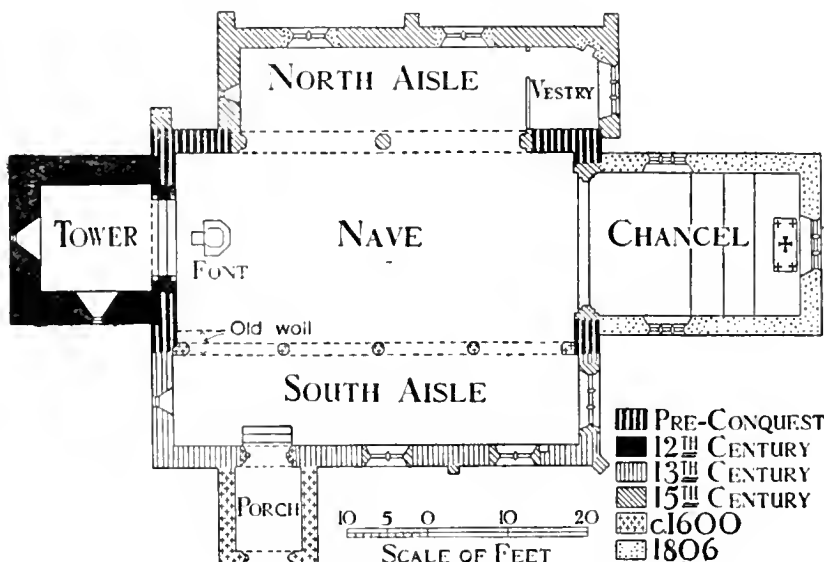 NORTH AISLE
VESTRY
TOWER
FONT
NAVE
CHANCEL
Old wall
SOUTH AISLE
PORCH
10 5 0 10 20
SCALE OF FEET
PRE-CONQUEST
12TH CENTURY
13TH CENTURY
15TH CENTURY
c.1600
1806